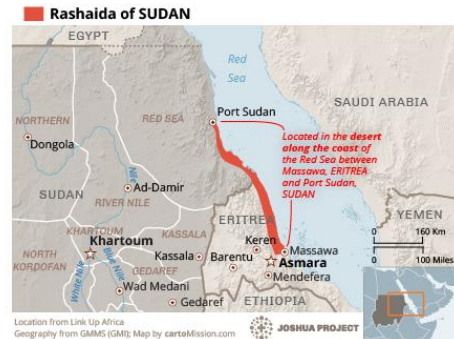 Rashaida of SUDAN
EGYPT
Red
Sea
SAUDI ARABIA
Port Sudan
NORTHERN
RED SEA
Dongola
Located in the desert
along the coast of
the Red Sea between
Massawa, ERITREA
and Port Sudan,
SUDAN
Nile
Ad-Damir
SUDAN
RIVER NILE
YEMEN
ERITREA
KHARTOUM
KASSALA
Khartoum
Keren
Massawa
0
160 Km
NORTH
KORDOFAN
Kassala
Barentu
Asmara
0
100 Miles
White Nile
Blue Nile
GEDAREF
Mendefera
Wad Medani
Gedaref
ETHIOPIA
Location from Link Up Africa
Geography from GMMS (GMI); Map by cartoMission.com
JOSHUA PROJECT